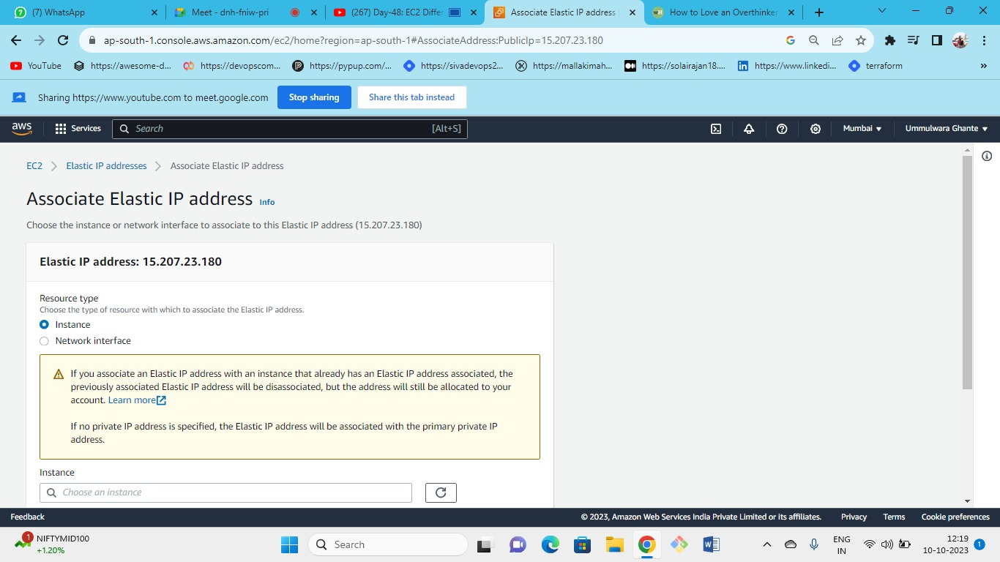 (7) WhatsApp
Meet - dnh-fniw-pri
(267) Day-48: EC2 Differ
Associate Elastic IP address
How to Love an Overthinker
ap-south-1.console.aws.amazon.com/ec2/home?region=ap-south-1#AssociateAddress:PublicIp=15.207.23.180
YouTube
https://awesome-d...
https://devopscom...
https://pypup.com/...
https://sivadevops2...
https://mallakimah...
https://solairajan18....
https://www.linkedi...
terraform
Sharing https://www.youtube.com to meet.google.com
Stop sharing
Share this tab instead
aws
Services
Search
[Alt+S]
Mumbai
Ummulwara Ghante
EC2
Elastic IP addresses
Associate Elastic IP address
Associate Elastic IP address Info
Choose the instance or network interface to associate to this Elastic IP address (15.207.23.180)
Elastic IP address: 15.207.23.180
Resource type
Choose the type of resource with which to associate the Elastic IP address.
Instance
Network interface
If you associate an Elastic IP address with an instance that already has an Elastic IP address associated, the
previously associated Elastic IP address will be disassociated, but the address will still be allocated to your
account. Learn more
If no private IP address is specified, the Elastic IP address will be associated with the primary private IP
address.
Instance
Choose an instance
Feedback
© 2023, Amazon Web Services India Private Limited or its affiliates.
Privacy
Terms
Cookie preferences
1
NIFTYMID100
+1.20%
Search
ENG
IN
12:19
10-10-2023
1